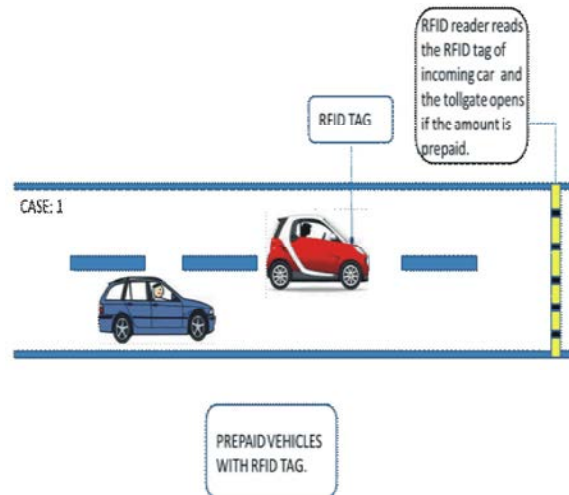 RFID reader reads
the RFID tag of
incoming car and
the tollgate opens
if the amount is
prepaid.
RFID TAG
CASE: 1
PREPAID VEHICLES
WITH RFID TAG.